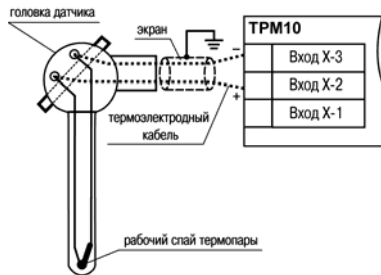 головка датчика
экран
ТРМ10
–
Вход X-3
Вход X-2
+
Вход X-1
термоэлектродный
кабель
рабочий спай термопары